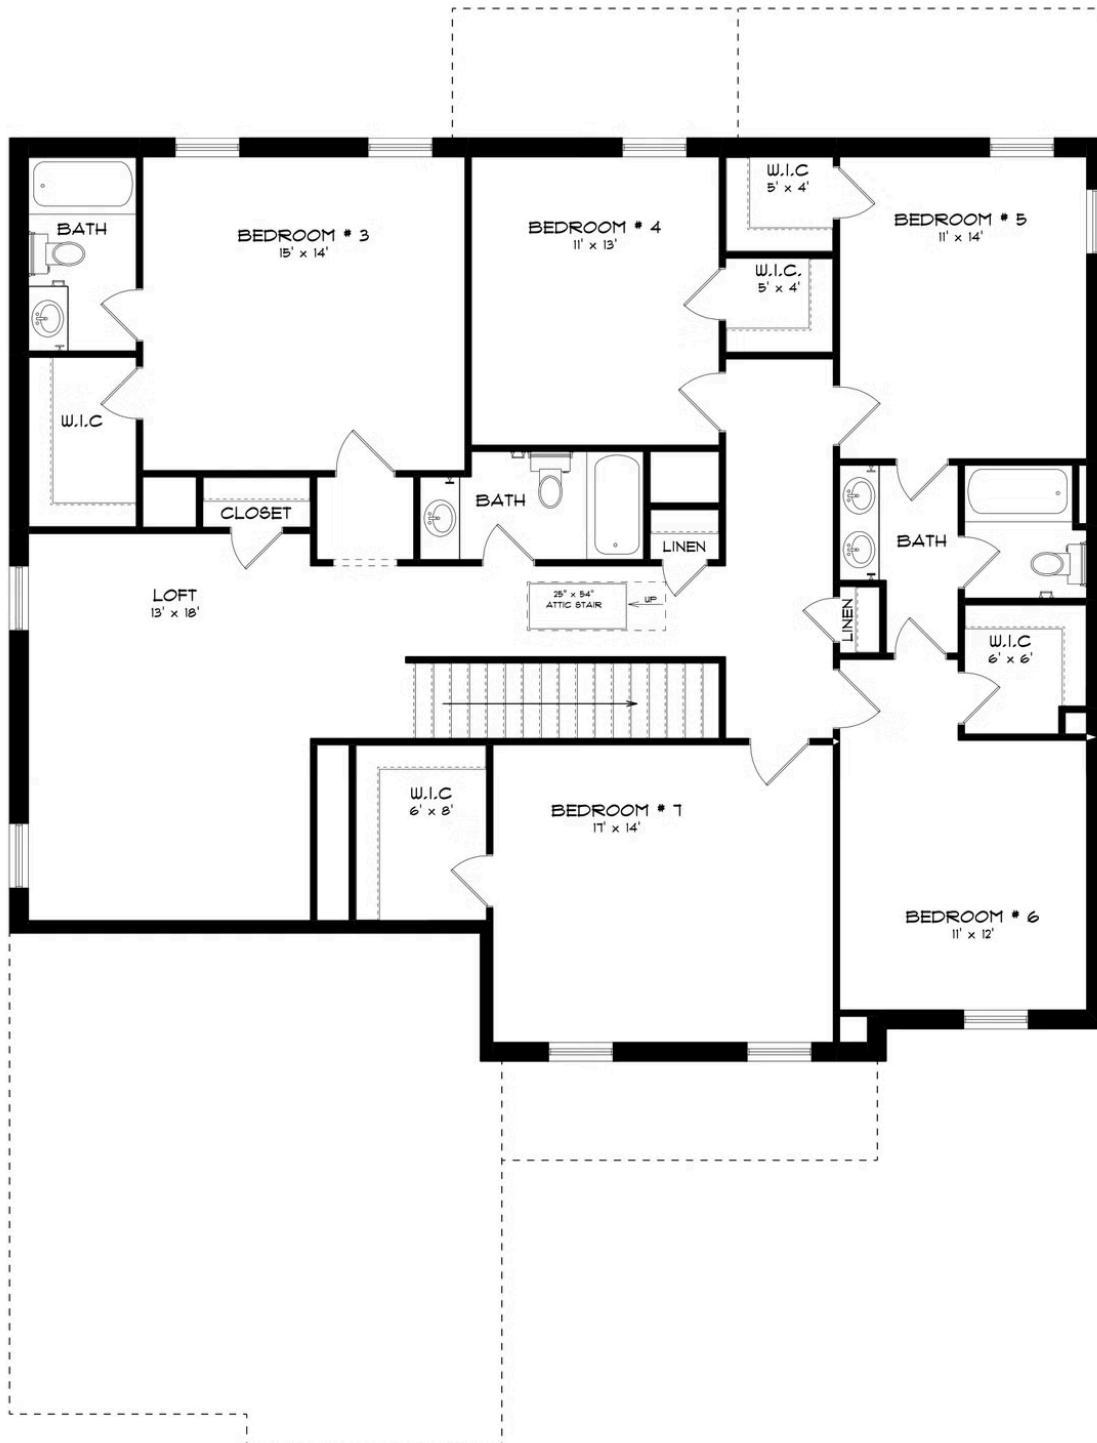 W.I.C
5' x 4'
BATH
BEDROOM # 3
15' x 14'
BEDROOM # 4
11' x 13'
BEDROOM # 5
11' x 14'
W.I.C.
5' x 4'
W.I.C
CLOSET
BATH
LINEN
BATH
LOFT
13' x 18'
25" x 54"
ATTIC STAIR
UP
LINEN
W.I.C
6' x 6'
W.I.C
6' x 8'
BEDROOM # 7
17' x 14'
BEDROOM # 6
11' x 12'